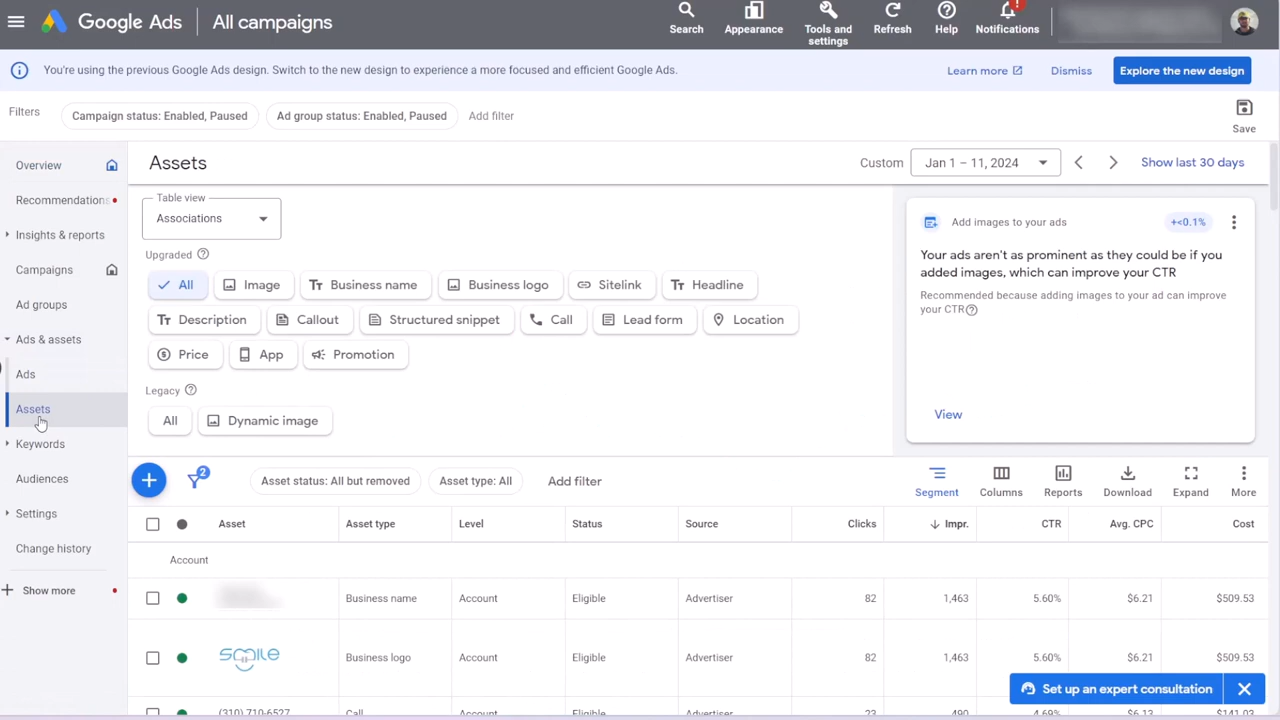 Google Ads
All campaigns
Search
Appearance
Tools and
settings
Refresh
Help
Notifications
You're using the previous Google Ads design. Switch to the new design to experience a more focused and efficient Google Ads.
Learn more
Dismiss
Explore the new design
Filters
Campaign status: Enabled, Paused
Ad group status: Enabled, Paused
Add filter
Save
Overview
Recommendations
Insights & reports
Campaigns
Ad groups
Ads & assets
Ads
Assets
Keywords
Audiences
Settings
Change history
Show more
Assets
Custom
Jan 1 – 11, 2024
Show last 30 days
Table view
Associations
Upgraded
All
Image
Business name
Business logo
Sitelink
Headline
Description
Callout
Structured snippet
Call
Lead form
Location
Price
App
Promotion
Legacy
All
Dynamic image
Add images to your ads
+<0.1%
Your ads aren't as prominent as they could be if you
added images, which can improve your CTR
Recommended because adding images to your ad can improve
your CTR
View
2
Asset status: All but removed
Asset type: All
Add filter
Segment
Columns
Reports
Download
Expand
More
Asset Asset type Level Status Source Clicks Impr. CTR Avg. CPC Cost
Account
Business name Account Eligible Advertiser 82 1,463 5.60% $6.21 $509.53
SMILE Business logo Account Eligible Advertiser 82 1,463 5.60% $6.21 $509.53
(310) 710-6527 Call Account Eligible Advertiser 23 490 4.69% $6.13 $141.03
Set up an expert consultation